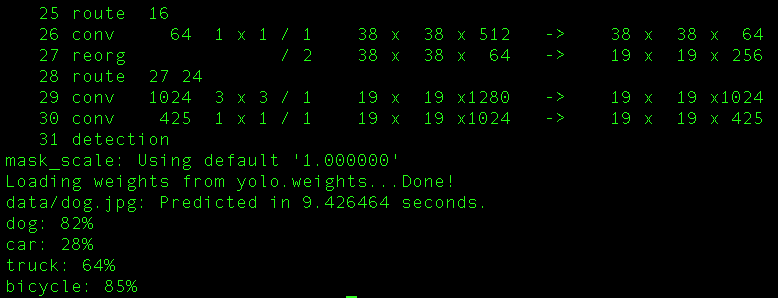 25 route  16
26 conv     64  1 x 1 / 1    38 x  38 x 512   ->    38 x  38 x  64
27 reorg              / 2    38 x  38 x  64   ->    19 x  19 x 256
28 route  27 24
29 conv   1024  3 x 3 / 1    19 x  19 x1280   ->    19 x  19 x1024
30 conv    425  1 x 1 / 1    19 x  19 x1024   ->    19 x  19 x 425
31 detection
mask_scale: Using default '1.000000'
Loading weights from yolo.weights...Done!
data/dog.jpg: Predicted in 9.426464 seconds.
dog: 82%
car: 28%
truck: 64%
bicycle: 85%